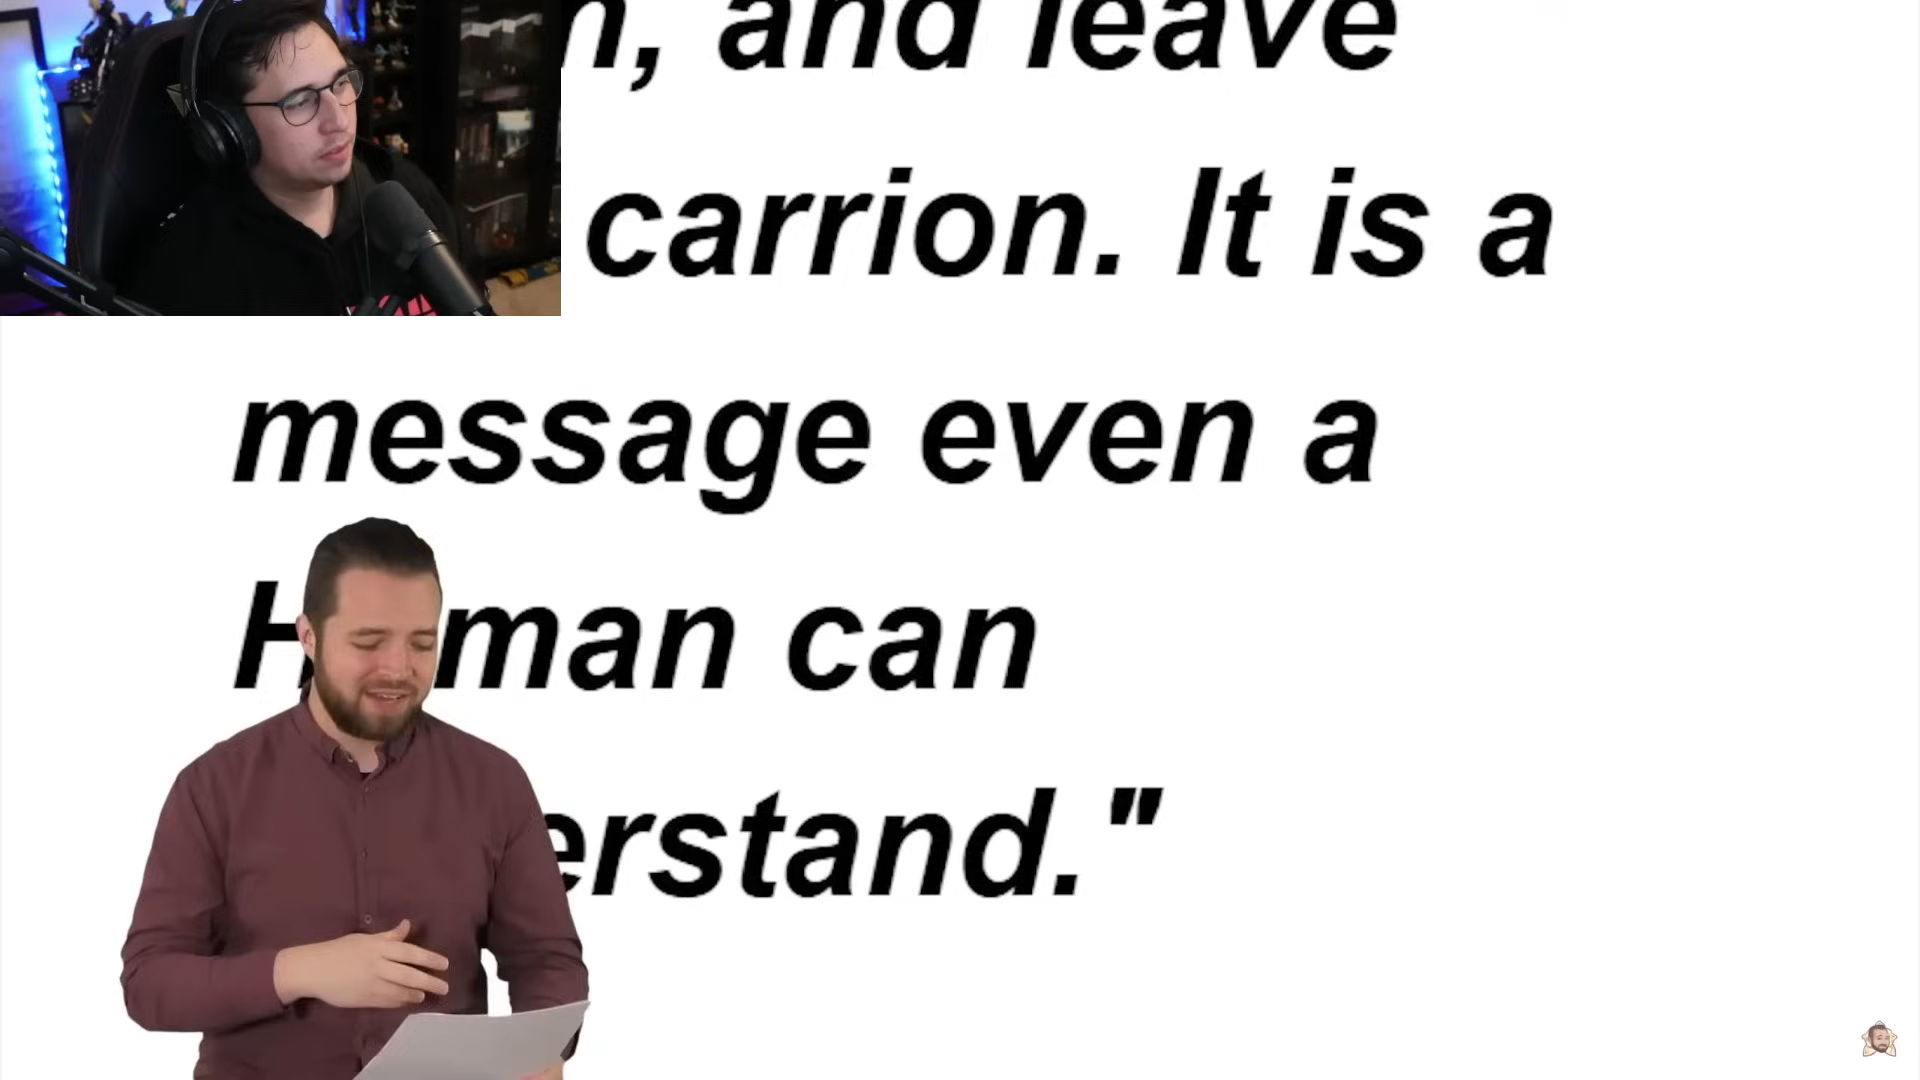 , and leave
carrion. It is a
message even a
man can
erstand."